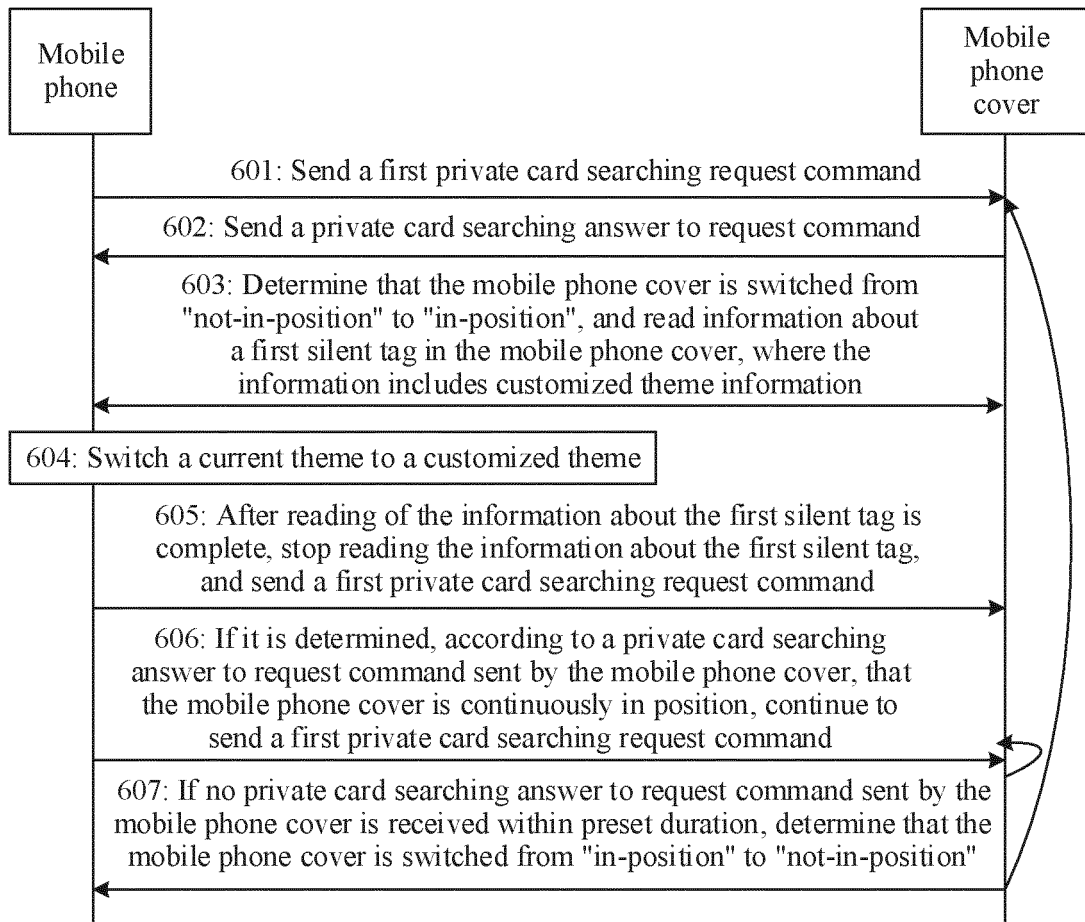 Mobile
phone
Mobile
phone
cover
601: Send a first private card searching request command
602: Send a private card searching answer to request command
603: Determine that the mobile phone cover is switched from
"not-in-position" to "in-position", and read information about
a first silent tag in the mobile phone cover, where the
information includes customized theme information
604: Switch a current theme to a customized theme
605: After reading of the information about the first silent tag is
complete, stop reading the information about the first silent tag,
and send a first private card searching request command
606: If it is determined, according to a private card searching
answer to request command sent by the mobile phone cover, that
the mobile phone cover is continuously in position, continue to
send a first private card searching request command
607: If no private card searching answer to request command sent by the
mobile phone cover is received within preset duration, determine that the
mobile phone cover is switched from "in-position" to "not-in-position"